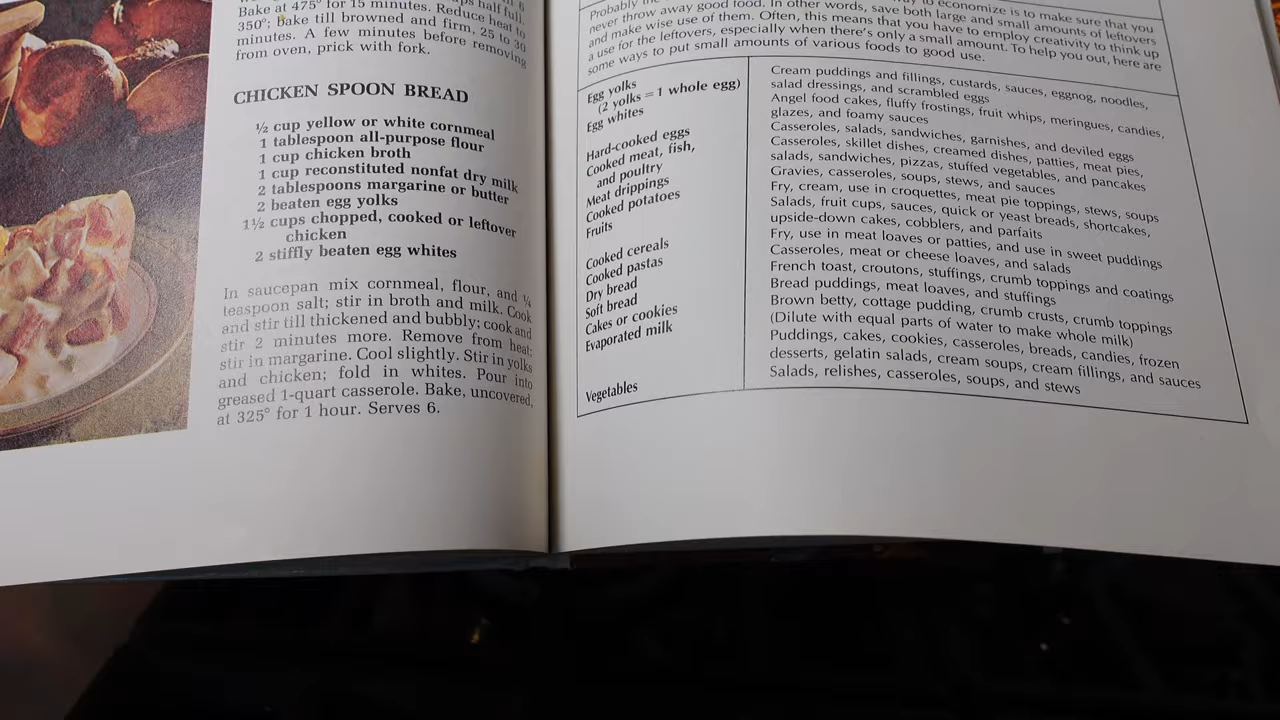 Bake at 475° for 15 minutes. Reduce heat to
350°; bake till browned and firm, 25 to 30
minutes. A few minutes before removing
from oven, prick with fork.
CHICKEN SPOON BREAD
½ cup yellow or white cornmeal
1 tablespoon all-purpose flour
1 cup chicken broth
1 cup reconstituted nonfat dry milk
2 tablespoons margarine or butter
2 beaten egg yolks
1½ cups chopped, cooked or leftover
chicken
2 stiffly beaten egg whites
In saucepan mix cornmeal, flour, and ¼
teaspoon salt; stir in broth and milk. Cook
and stir till thickened and bubbly; cook and
stir 2 minutes more. Remove from heat;
stir in margarine. Cool slightly. Stir in yolks
and chicken; fold in whites. Pour into
greased 1-quart casserole. Bake, uncovered,
at 325° for 1 hour. Serves 6.
Probably the to economize is to make sure that you
never throw away good food. In other words, save both large and small amounts of leftovers
and make wise use of them. Often, this means that you have to employ creativity to think up
a use for the leftovers, especially when there's only a small amount. To help you out, here are
some ways to put small amounts of various foods to good use.
Egg yolks
(2 yolks = 1 whole egg)
Egg whites
Hard-cooked eggs
Cooked meat, fish,
and poultry
Meat drippings
Cooked potatoes
Fruits
Cooked cereals
Cooked pastas
Dry bread
Soft bread
Cakes or cookies
Evaporated milk
Vegetables
Cream puddings and fillings, custards, sauces, eggnog, noodles,
salad dressings, and scrambled eggs
Angel food cakes, fluffy frostings, fruit whips, meringues, candies,
glazes, and foamy sauces
Casseroles, salads, sandwiches, garnishes, and deviled eggs
Casseroles, skillet dishes, creamed dishes, patties, meat pies,
salads, sandwiches, pizzas, stuffed vegetables, and pancakes
Gravies, casseroles, soups, stews, and sauces
Fry, cream, use in croquettes, meat pie toppings, stews, soups
Salads, fruit cups, sauces, quick or yeast breads, shortcakes,
upside-down cakes, cobblers, and parfaits
Fry, use in meat loaves or patties, and use in sweet puddings
Casseroles, meat or cheese loaves, and salads
French toast, croutons, stuffings, crumb toppings and coatings
Bread puddings, meat loaves, and stuffings
Brown betty, cottage pudding, crumb crusts, crumb toppings
(Dilute with equal parts of water to make whole milk)
Puddings, cakes, cookies, casseroles, breads, candies, frozen
desserts, gelatin salads, cream soups, cream fillings, and sauces
Salads, relishes, casseroles, soups, and stews